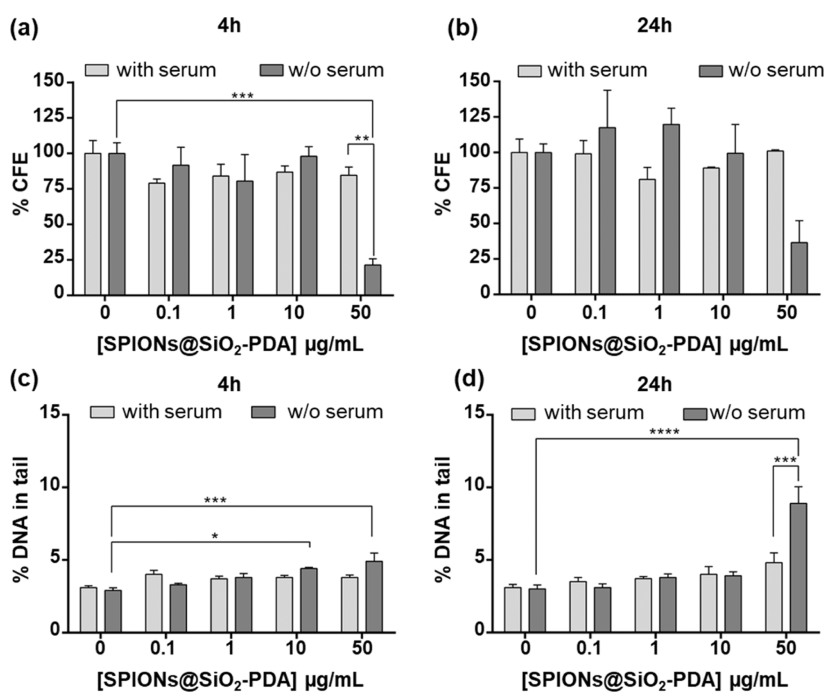 (a)
4h
with serum
w/o serum
***
**
% CFE
150
125
100
75
50
25
0
0
0.1
1
10
50
[SPIONs@SiO₂-PDA] µg/mL
(b)
24h
with serum
w/o serum
% CFE
150
125
100
75
50
25
0
0
0.1
1
10
50
[SPIONs@SiO₂-PDA] µg/mL
(c)
4h
with serum
w/o serum
***
*
% DNA in tail
15
10
5
0
0
0.1
1
10
50
[SPIONs@SiO₂-PDA] µg/mL
(d)
24h
with serum
w/o serum
****
***
% DNA in tail
15
10
5
0
0
0.1
1
10
50
[SPIONs@SiO₂-PDA] µg/mL